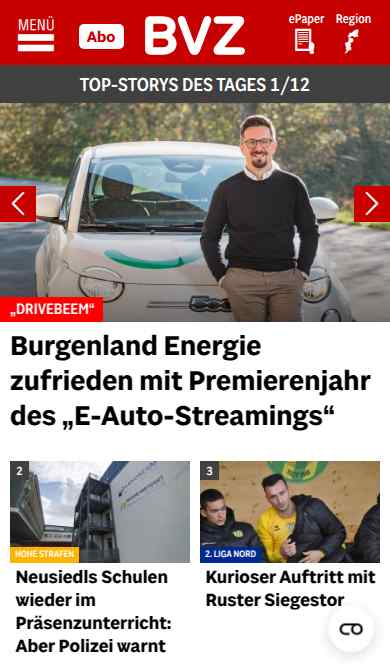 MENÜ
Abo
BVZ
ePaper
Region
TOP-STORYS DES TAGES 1/12
„DRIVEBEEM“
Burgenland Energie
zufrieden mit Premierenjahr
des „E-Auto-Streamings“
2
HOHE STRAFEN
Neusiedls Schulen
wieder im
Präsenzunterricht:
Aber Polizei warnt
3
2. LIGA NORD
Kurioser Auftritt mit
Ruster Siegestor